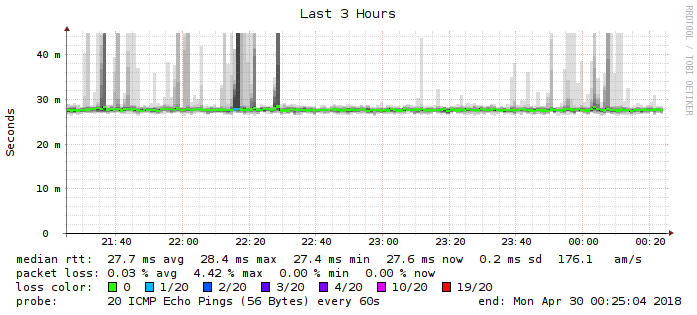 Last 3 Hours
RRDTOOL / TOBI OETIKER
Seconds
40 m
30 m
20 m
10 m
0
21:40 22:00 22:20 22:40 23:00 23:20 23:40 00:00 00:20
median rtt: 27.7 ms avg 28.4 ms max 27.4 ms min 27.6 ms now 0.2 ms sd 176.1 am/s
packet loss: 0.03 % avg 4.42 % max 0.00 % min 0.00 % now
loss color: 0 1/20 2/20 3/20 4/20 10/20 19/20
probe: 20 ICMP Echo Pings (56 Bytes) every 60s end: Mon Apr 30 00:25:04 2018